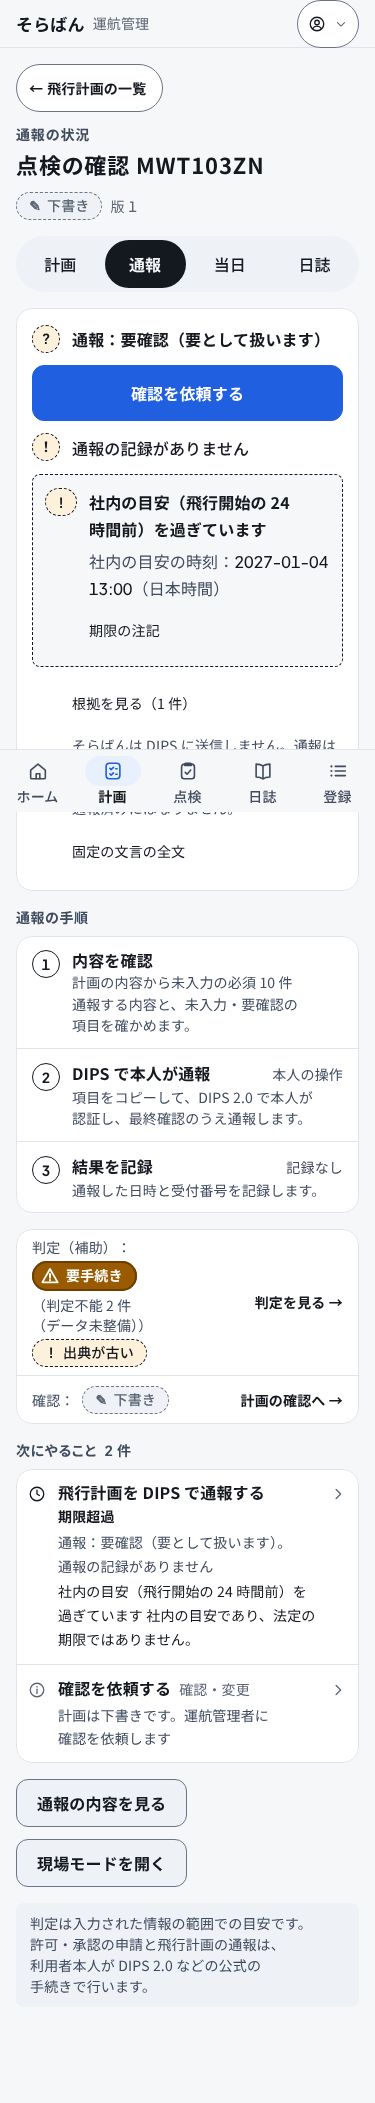 そらばん 運航管理
← 飛行計画の一覧
通報の状況
点検の確認 MWT103ZN
✎ 下書き 版 1
計画 通報 当日 日誌
? 通報：要確認（要として扱います）
確認を依頼する
! 通報の記録がありません
! 社内の目安（飛行開始の 24
時間前）を過ぎています
社内の目安の時刻：2027-01-04
13:00（日本時間）
期限の注記
根拠を見る（1 件）
そらばんは DIPS に送信しません。通報は
ホーム 計画 点検 日誌 登録
固定の文言の全文
通報の手順
1 内容を確認
計画の内容から未入力の必須 10 件
通報する内容と、未入力・要確認の
項目を確かめます。
2 DIPS で本人が通報 本人の操作
項目をコピーして、DIPS 2.0 で本人が
認証し、最終確認のうえ通報します。
3 結果を記録 記録なし
通報した日時と受付番号を記録します。
判定（補助）：
要手続き
（判定不能 2 件
（データ未整備））
! 出典が古い
判定を見る →
確認： ✎ 下書き 計画の確認へ →
次にやること 2 件
飛行計画を DIPS で通報する
期限超過
通報：要確認（要として扱います）。
通報の記録がありません
社内の目安（飛行開始の 24 時間前）を
過ぎています 社内の目安であり、法定の
期限ではありません。
確認を依頼する 確認・変更
計画は下書きです。運航管理者に
確認を依頼します
通報の内容を見る
現場モードを開く
判定は入力された情報の範囲での目安です。
許可・承認の申請と飛行計画の通報は、
利用者本人が DIPS 2.0 などの公式の
手続きで行います。